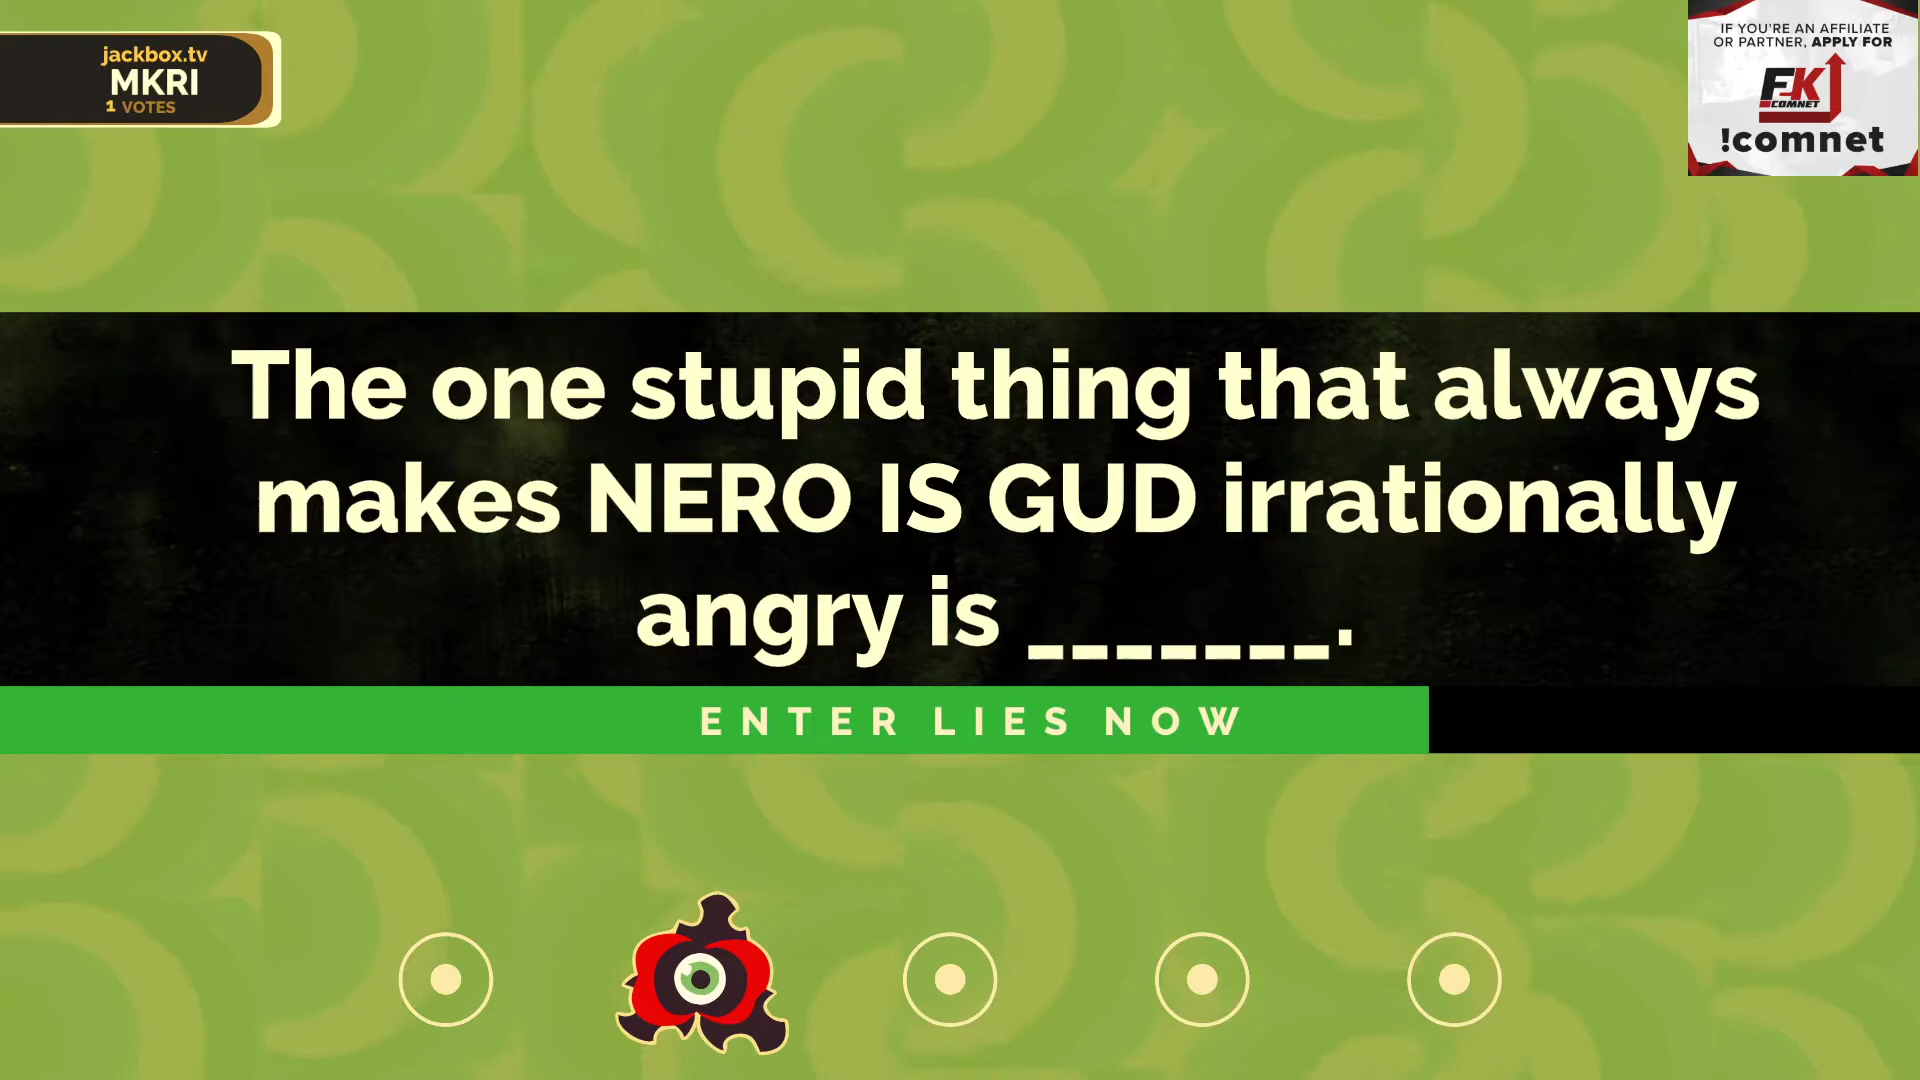 jackbox.tv
MKRI
1 VOTES
IF YOU'RE AN AFFILIATE
OR PARTNER, APPLY FOR
FK
COMNET
!comnet
The one stupid thing that always
makes NERO IS GUD irrationally
angry is _______.
ENTER LIES NOW